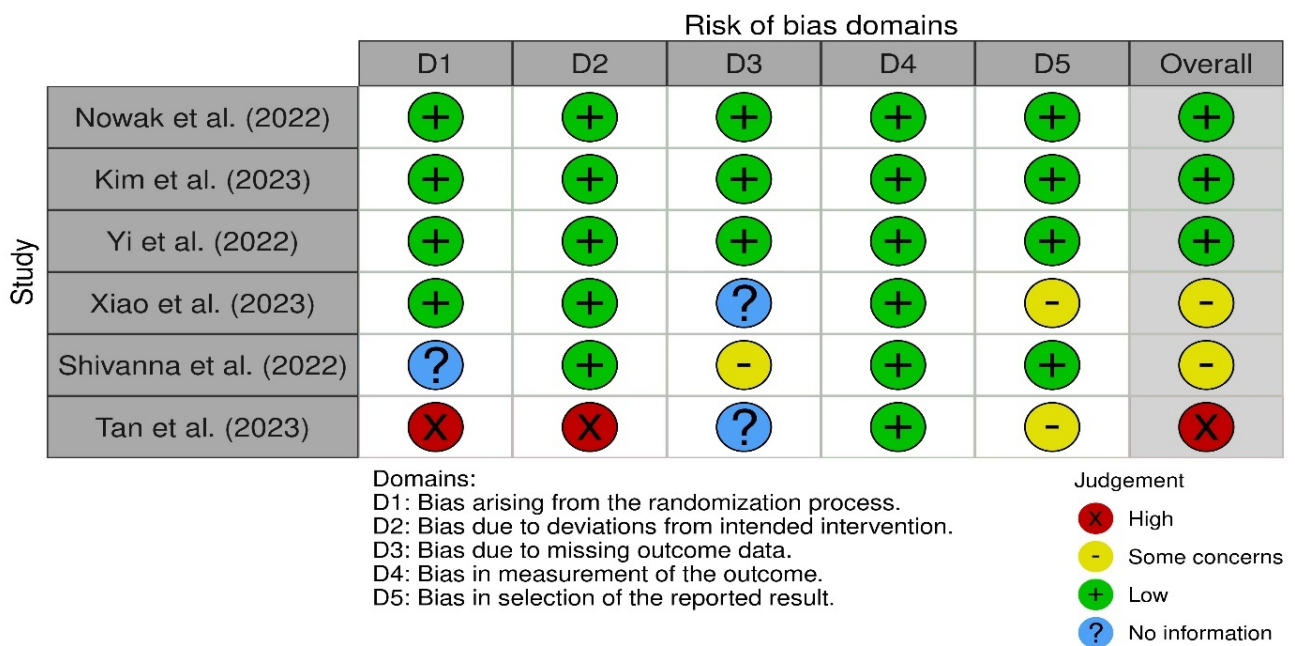 Risk of bias domains
D1 D2 D3 D4 D5 Overall
Study
Nowak et al. (2022) + + + + + +
Kim et al. (2023) + + + + + +
Yi et al. (2022) + + + + + +
Xiao et al. (2023) + + ? + - -
Shivanna et al. (2022) ? + - + + -
Tan et al. (2023) X X ? + - X
Domains:
D1: Bias arising from the randomization process.
D2: Bias due to deviations from intended intervention.
D3: Bias due to missing outcome data.
D4: Bias in measurement of the outcome.
D5: Bias in selection of the reported result.
Judgement
X High
- Some concerns
+ Low
? No information